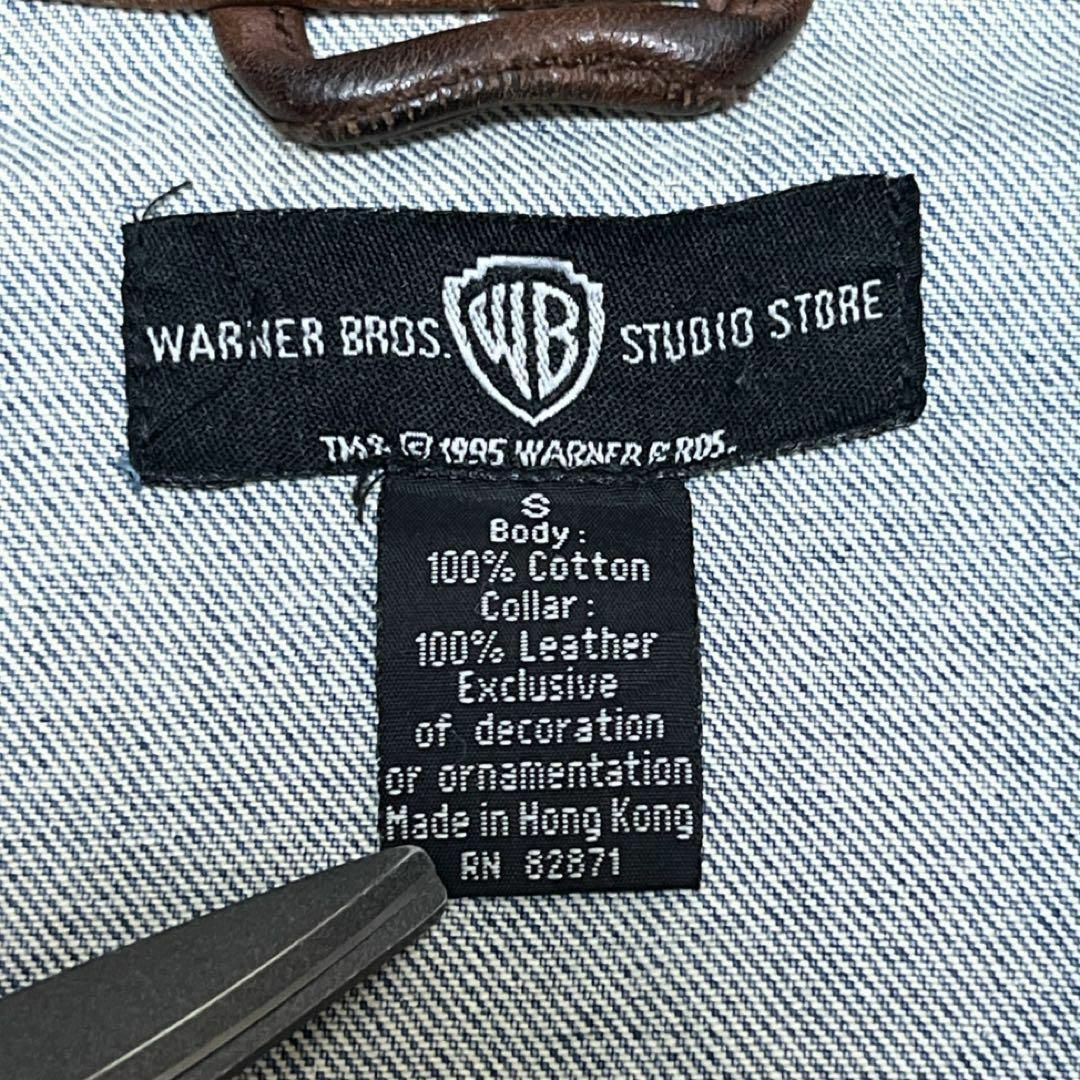 WARNER BROS. WB STUDIO STORE
TM & © 1995 WARNER BROS.
S
Body:
100% Cotton
Collar:
100% Leather
Exclusive
of decoration
or ornamentation
Made in Hong Kong
RN 82871